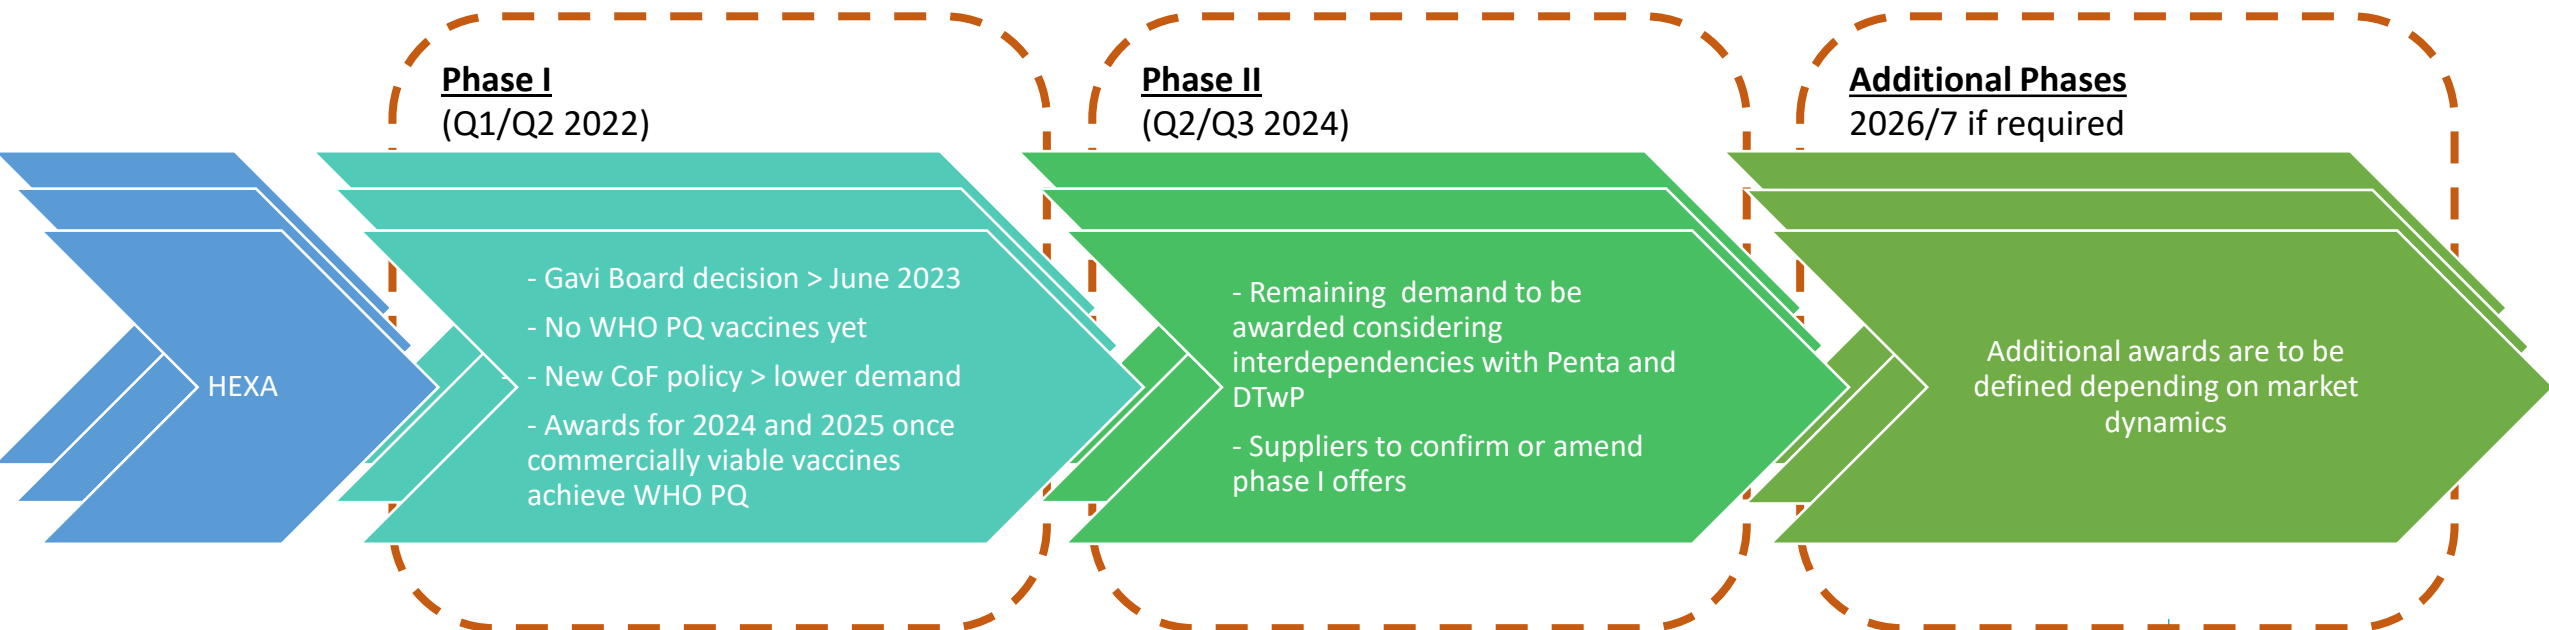 HEXA
Phase I
(Q1/Q2 2022)
- Gavi Board decision > June 2023
- No WHO PQ vaccines yet
- - New CoF policy > lower demand
- Awards for 2024 and 2025 once
commercially viable vaccines
achieve WHO PQ
Phase II
(Q2/Q3 2024)
- Remaining  demand to be
awarded considering
interdependencies with Penta and
DTwP
- Suppliers to confirm or amend
phase I offers
Additional Phases
2026/7 if required
Additional awards are to be
defined depending on market
dynamics